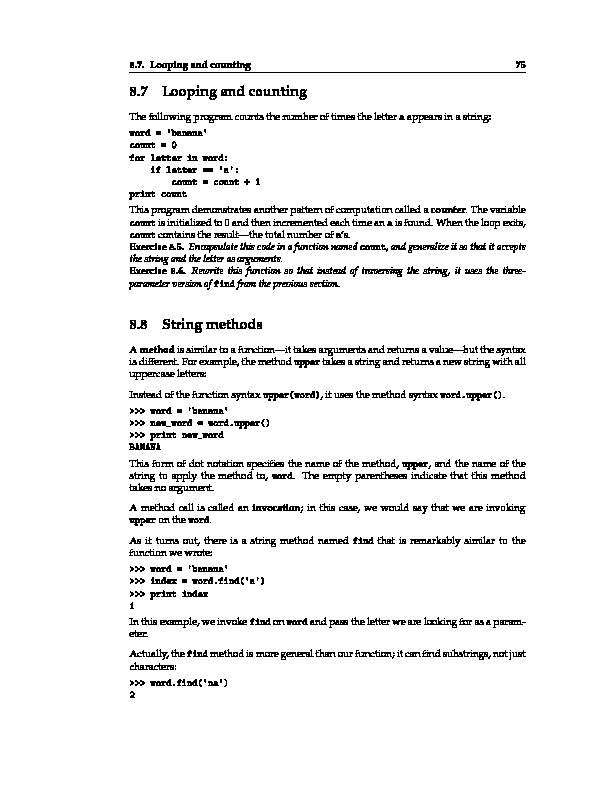 8.7. Looping and counting 75
8.7 Looping and counting
The following program counts the number of times the letter a appears in a string:
word = 'banana'
count = 0
for letter in word:
    if letter == 'a':
        count = count + 1
print count
This program demonstrates another pattern of computation called a counter. The variable
count is initialized to 0 and then incremented each time an a is found. When the loop exits,
count contains the result—the total number of a's.
Exercise 8.5. Encapsulate this code in a function named count, and generalize it so that it accepts
the string and the letter as arguments.
Exercise 8.6. Rewrite this function so that instead of traversing the string, it uses the three-
parameter version of find from the previous section.
8.8 String methods
A method is similar to a function—it takes arguments and returns a value—but the syntax
is different. For example, the method upper takes a string and returns a new string with all
uppercase letters:
Instead of the function syntax upper(word), it uses the method syntax word.upper().
>>> word = 'banana'
>>> new_word = word.upper()
>>> print new_word
BANANA
This form of dot notation specifies the name of the method, upper, and the name of the
string to apply the method to, word. The empty parentheses indicate that this method
takes no argument.
A method call is called an invocation; in this case, we would say that we are invoking
upper on the word.
As it turns out, there is a string method named find that is remarkably similar to the
function we wrote:
>>> word = 'banana'
>>> index = word.find('a')
>>> print index
1
In this example, we invoke find on word and pass the letter we are looking for as a param-
eter.
Actually, the find method is more general than our function; it can find substrings, not just
characters:
>>> word.find('na')
2